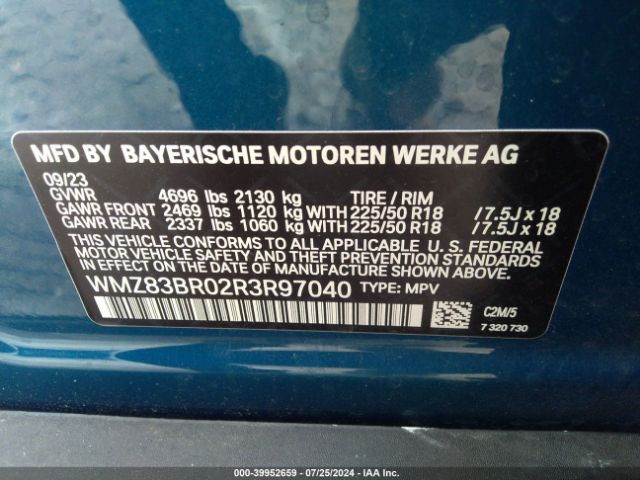 MFD BY BAYERISCHE MOTOREN WERKE AG
09/23
GVWR 4696 lbs 2130 kg TIRE / RIM
GAWR FRONT 2469 lbs 1120 kg WITH 225/50 R18 / 7.5J x 18
GAWR REAR 2337 lbs 1060 kg WITH 225/50 R18 / 7.5J x 18
THIS VEHICLE CONFORMS TO ALL APPLICABLE U. S. FEDERAL
MOTOR VEHICLE SAFETY AND THEFT PREVENTION STANDARDS
IN EFFECT ON THE DATE OF MANUFACTURE SHOWN ABOVE.
WMZ83BR02R3R97040 TYPE: MPV
C2M/5
7 320 730
000-39952659 - 07/25/2024 - IAA Inc.